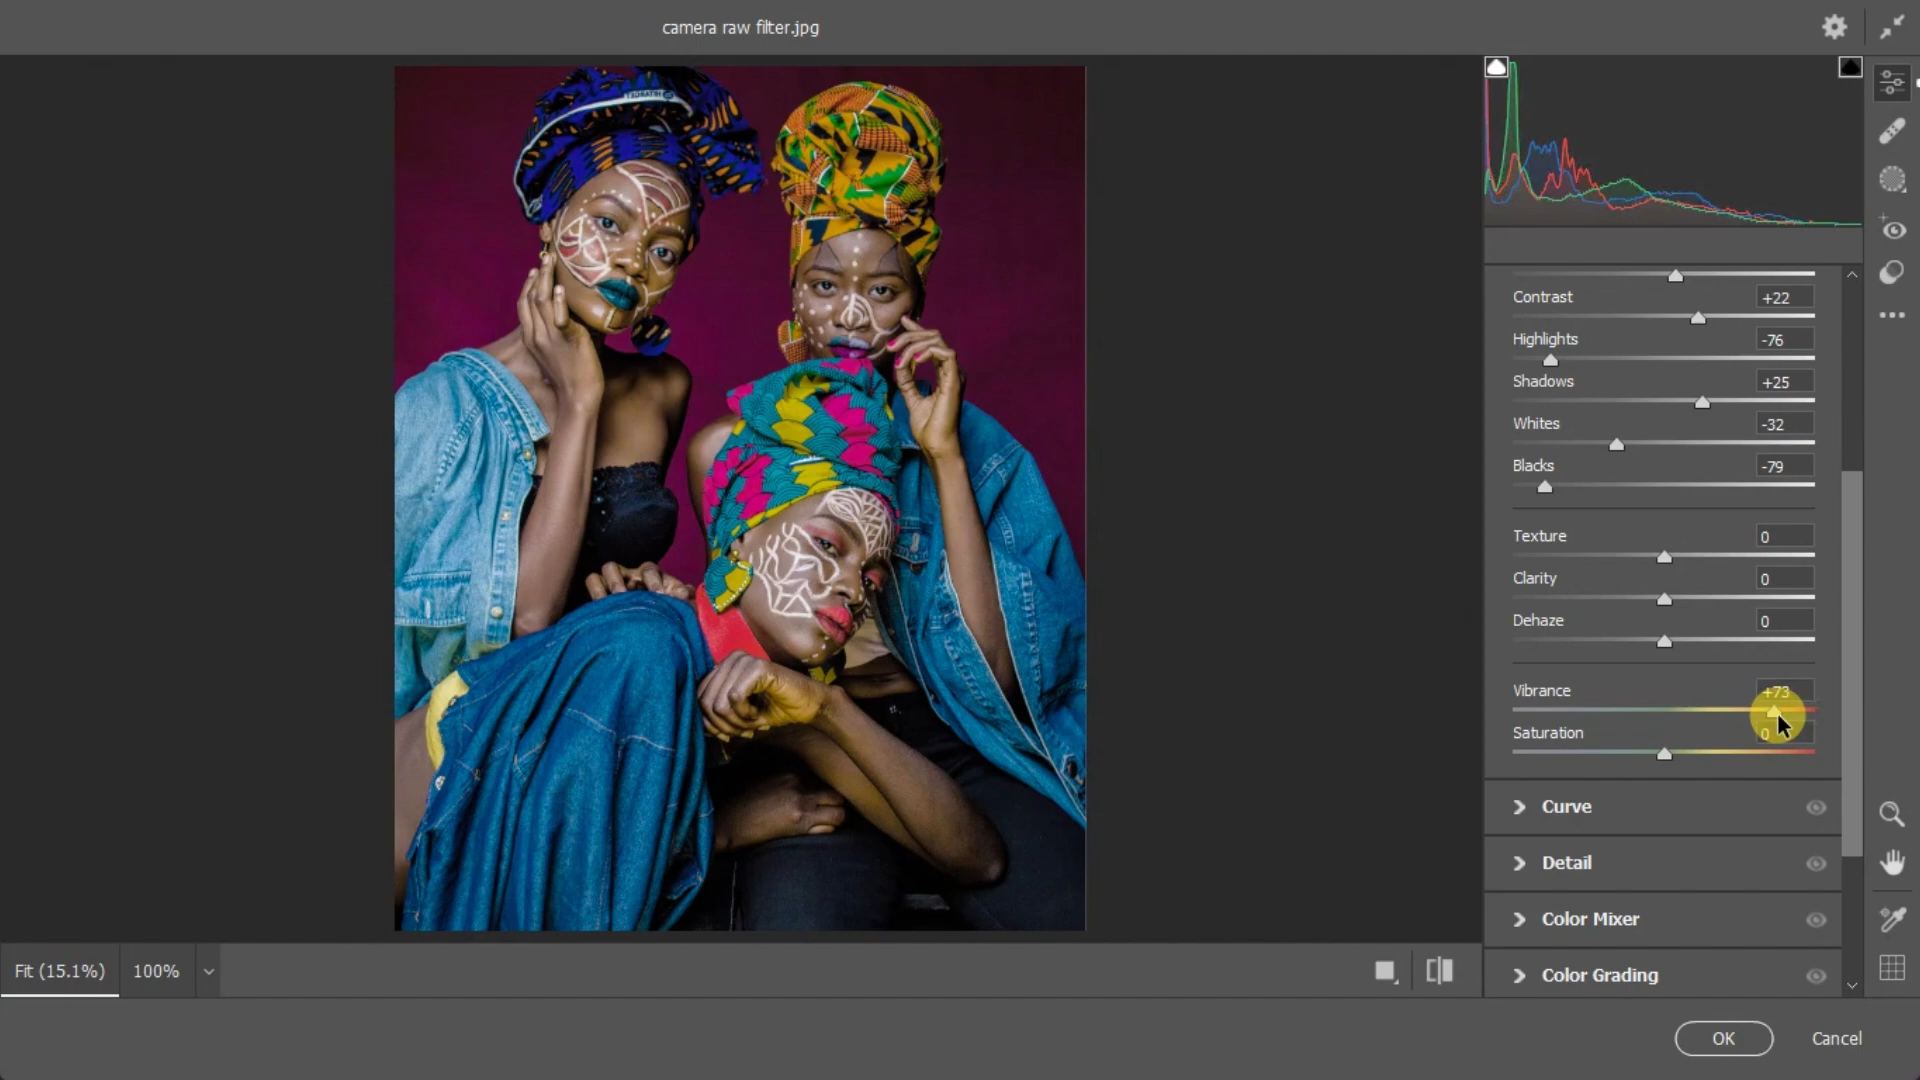 camera raw filter.jpg
Contrast +22
Highlights -76
Shadows +25
Whites -32
Blacks -79
Texture 0
Clarity 0
Dehaze 0
Vibrance +73
Saturation 0
Curve
Detail
Color Mixer
Color Grading
Fit (15.1%) 100%
OK Cancel